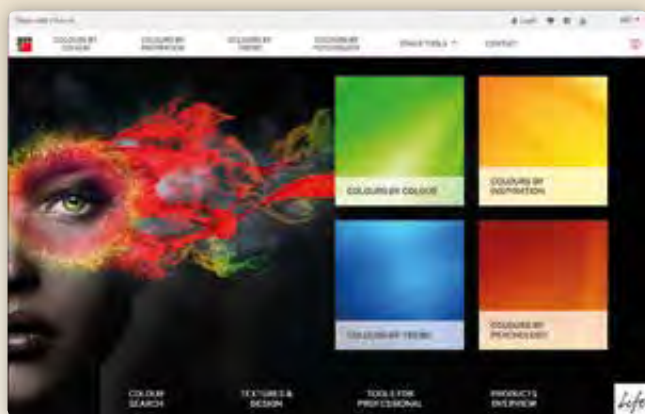 COLOURS BY
COLOUR
COLOURS BY
INSPIRATION
COLOURS BY
TREND
COLOURS BY
PSYCHOLOGY
CONTACT
COLOURS BY COLOUR
COLOURS BY
INSPIRATION
COLOURS BY TREND
COLOURS BY
PSYCHOLOGY
COLOUR
SEARCH
TEXTURES &
DESIGN
TOOLS FOR
PROFESSIONAL
PRODUCTS
OVERVIEW
Life